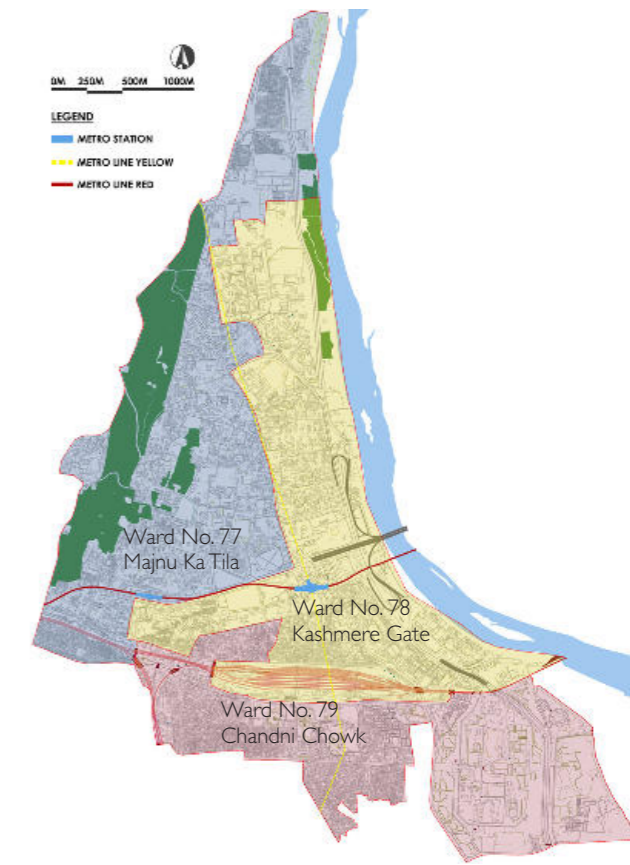 0M 250M 500M 1000M
LEGEND
METRO STATION
METRO LINE YELLOW
METRO LINE RED
Ward No. 77
Majnu Ka Tila
Ward No. 78
Kashmere Gate
Ward No. 79
Chandni Chowk